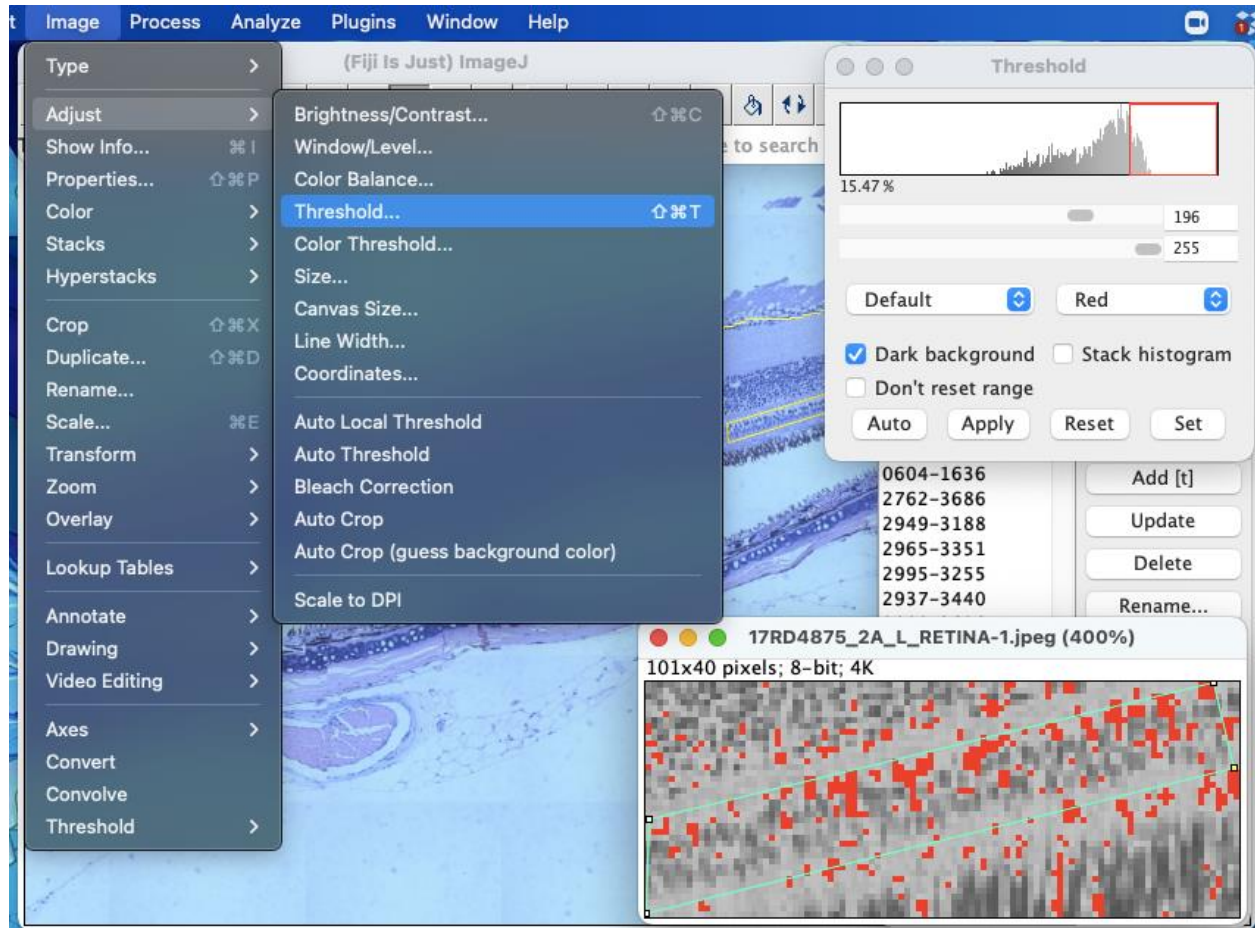 t Image Process Analyze Plugins Window Help
Type >
Adjust >
Show Info... ⌘ I
Properties... ⇧ ⌘ P
Color >
Stacks >
Hyperstacks >
Crop ⇧ ⌘ X
Duplicate... ⇧ ⌘ D
Rename...
Scale... ⌘ E
Transform >
Zoom >
Overlay >
Lookup Tables >
Annotate >
Drawing >
Video Editing >
Axes >
Convert
Convolve
Threshold >
(Fiji Is Just) ImageJ
e to search
Brightness/Contrast... ⇧ ⌘ C
Window/Level...
Color Balance...
Threshold... ⇧ ⌘ T
Color Threshold...
Size...
Canvas Size...
Line Width...
Coordinates...
Auto Local Threshold
Auto Threshold
Bleach Correction
Auto Crop
Auto Crop (guess background color)
Scale to DPI
Threshold
15.47 %
196
255
Default Red
Dark background Stack histogram
Don't reset range
Auto Apply Reset Set
0604-1636
2762-3686
2949-3188
2965-3351
2995-3255
2937-3440
Add [t]
Update
Delete
Rename...
17RD4875_2A_L_RETINA-1.jpeg (400%)
101x40 pixels; 8-bit; 4K